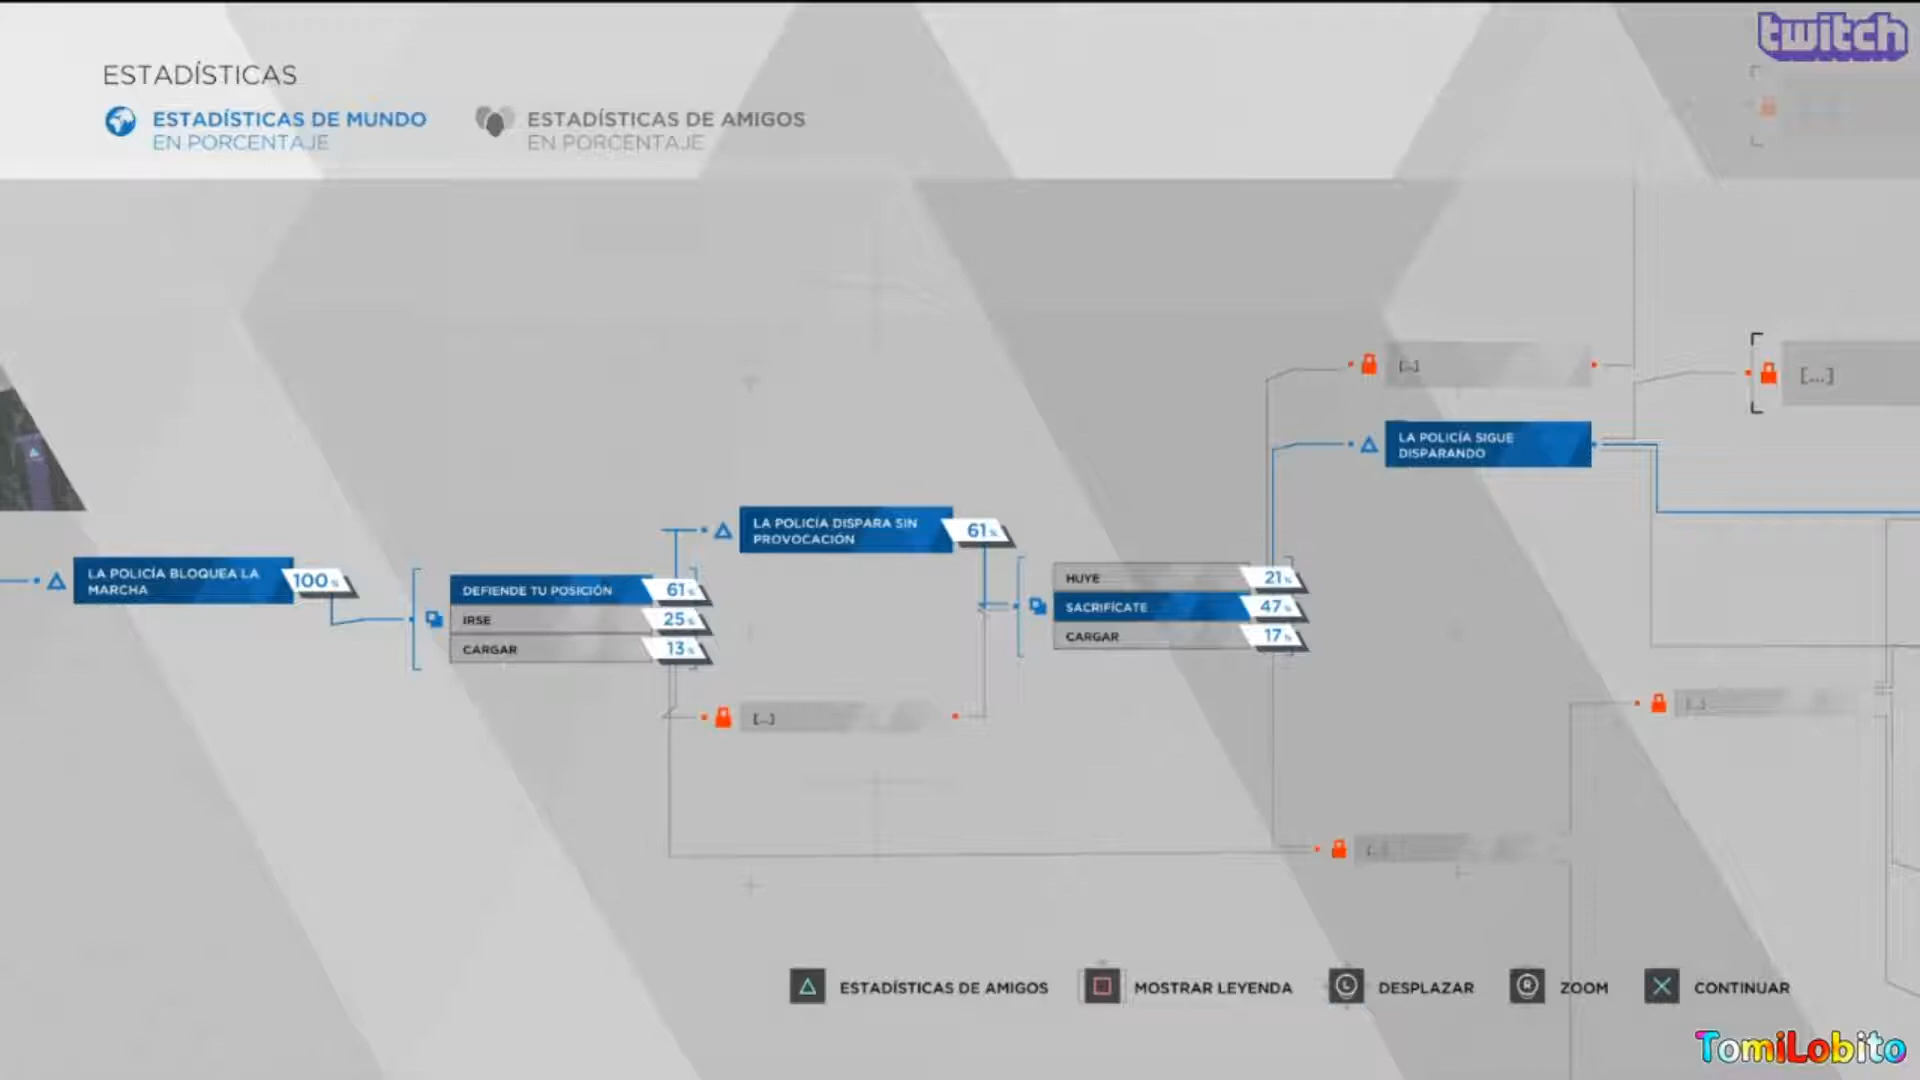 twitch
ESTADÍSTICAS
ESTADÍSTICAS DE MUNDO
EN PORCENTAJE
ESTADÍSTICAS DE AMIGOS
EN PORCENTAJE
[...]
[...]
LA POLICÍA SIGUE
DISPARANDO
LA POLICÍA DISPARA SIN
PROVOCACIÓN
61%
LA POLICÍA BLOQUEA LA
MARCHA
100%
DEFIENDE TU POSICIÓN 61%
IRSE 25%
CARGAR 13%
HUYE 21%
SACRIFÍCATE 47%
CARGAR 17%
[...]
[...]
[...]
ESTADÍSTICAS DE AMIGOS
MOSTRAR LEYENDA
L DESPLAZAR
R ZOOM
CONTINUAR
TomiLobito